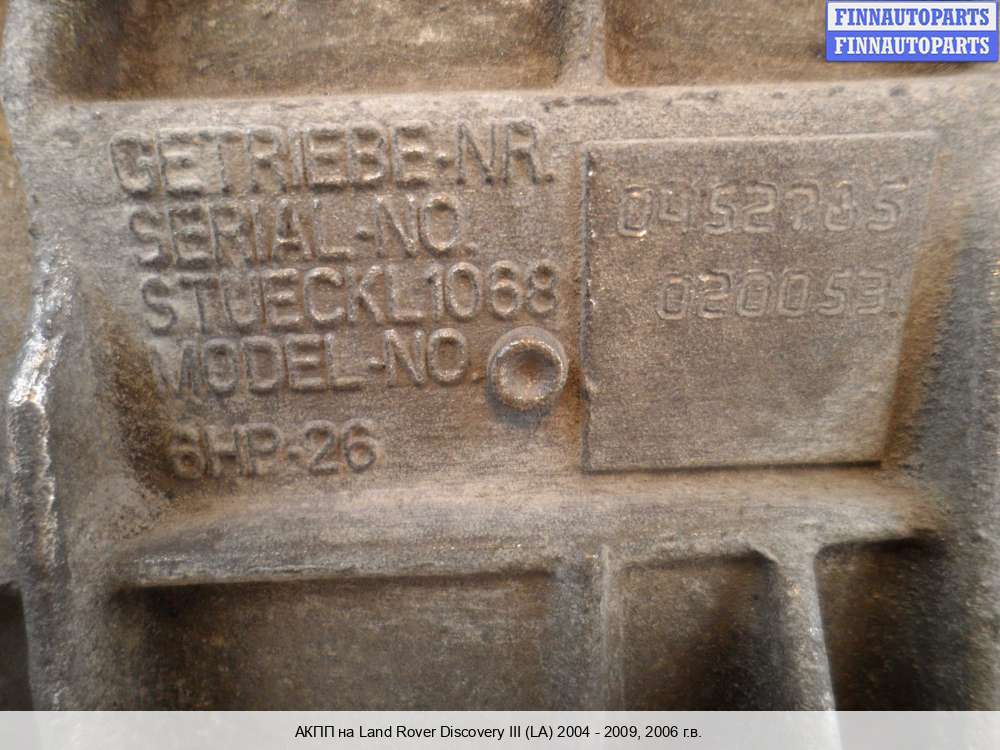 FINNAUTOPARTS
FINNAUTOPARTS
GETRIEBE-NR.
SERIAL-NO.
STUECKL1068
MODEL-NO.
6HP-26
0452785
020053
АКПП на Land Rover Discovery III (LA) 2004 - 2009, 2006 г.в.